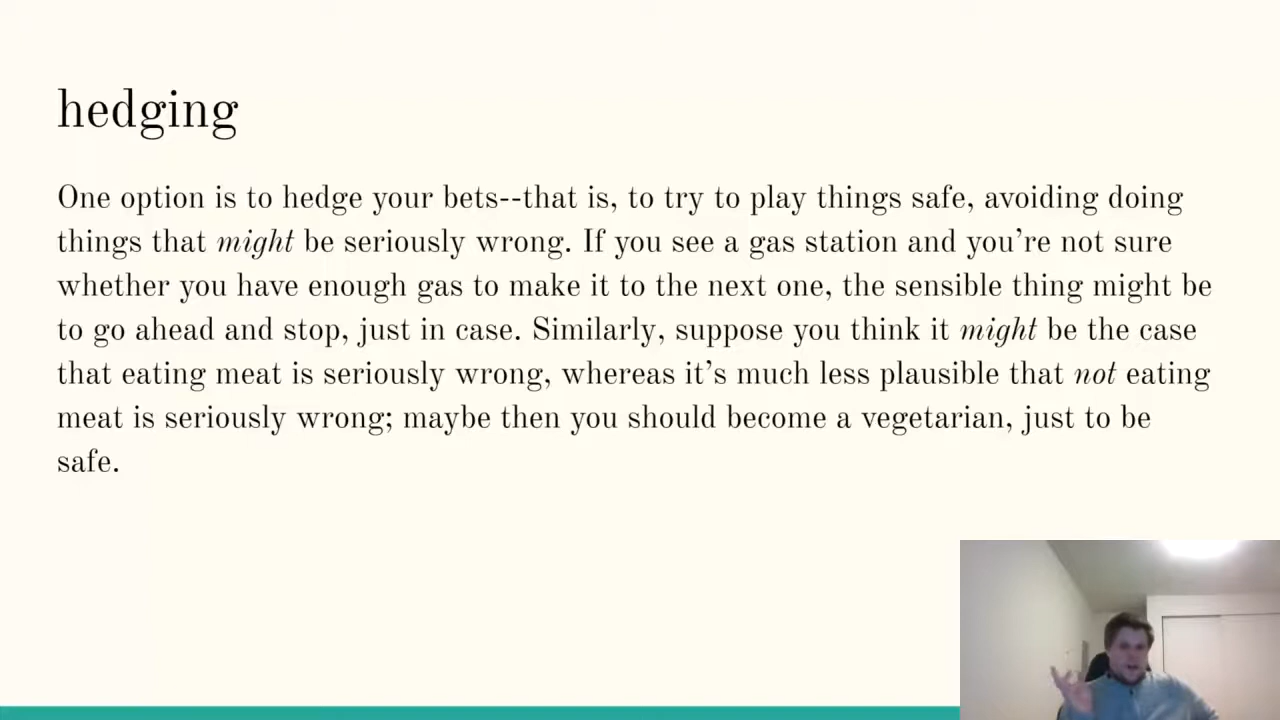 hedging
One option is to hedge your bets--that is, to try to play things safe, avoiding doing
things that might be seriously wrong. If you see a gas station and you're not sure
whether you have enough gas to make it to the next one, the sensible thing might be
to go ahead and stop, just in case. Similarly, suppose you think it might be the case
that eating meat is seriously wrong, whereas it's much less plausible that not eating
meat is seriously wrong; maybe then you should become a vegetarian, just to be
safe.